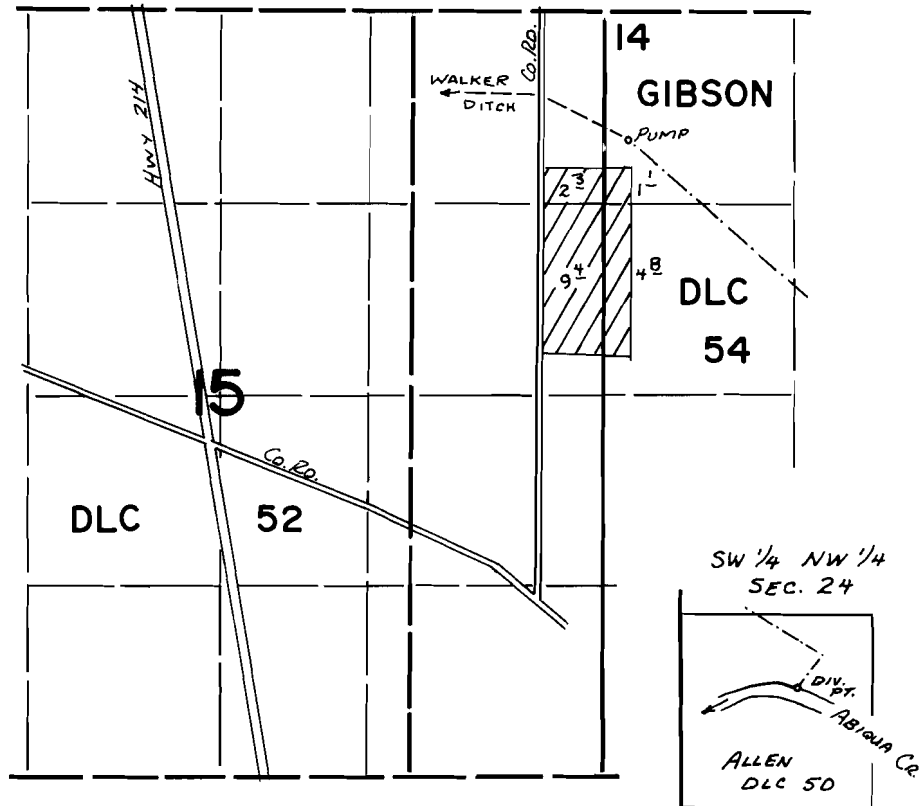 14
Co. Rd.
WALKER
DITCH
GIBSON
HWY 214
PUMP
2 3
1 1
9 4
4 8
DLC
54
15
Co. Rd.
DLC 52
SW 1/4 NW 1/4
SEC. 24
DIV.
PT.
ABIQUA CR.
ALLEN
DLC 50